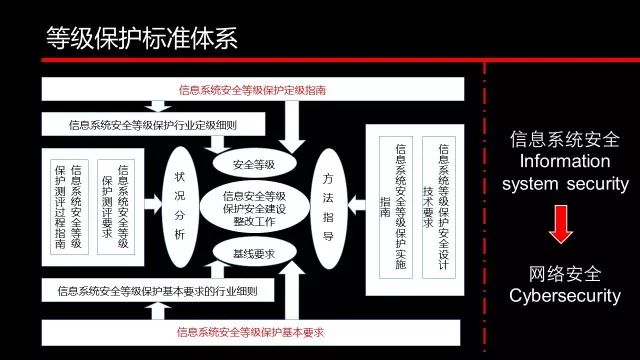 等级保护标准体系
信息系统安全等级保护定级指南
信息系统安全等级保护行业定级细则
信息系统安全等级
保护测评过程指南
信息系统安全等级
保护测评要求
状况分析
安全等级
信息安全等级
保护安全建设
整改工作
基线要求
方法指导
信息系统安全等级保护实施
指南
信息系统等级保护安全设计
技术要求
信息系统安全等级保护基本要求的行业细则
信息系统安全等级保护基本要求
信息系统安全
Information
system security
网络安全
Cybersecurity